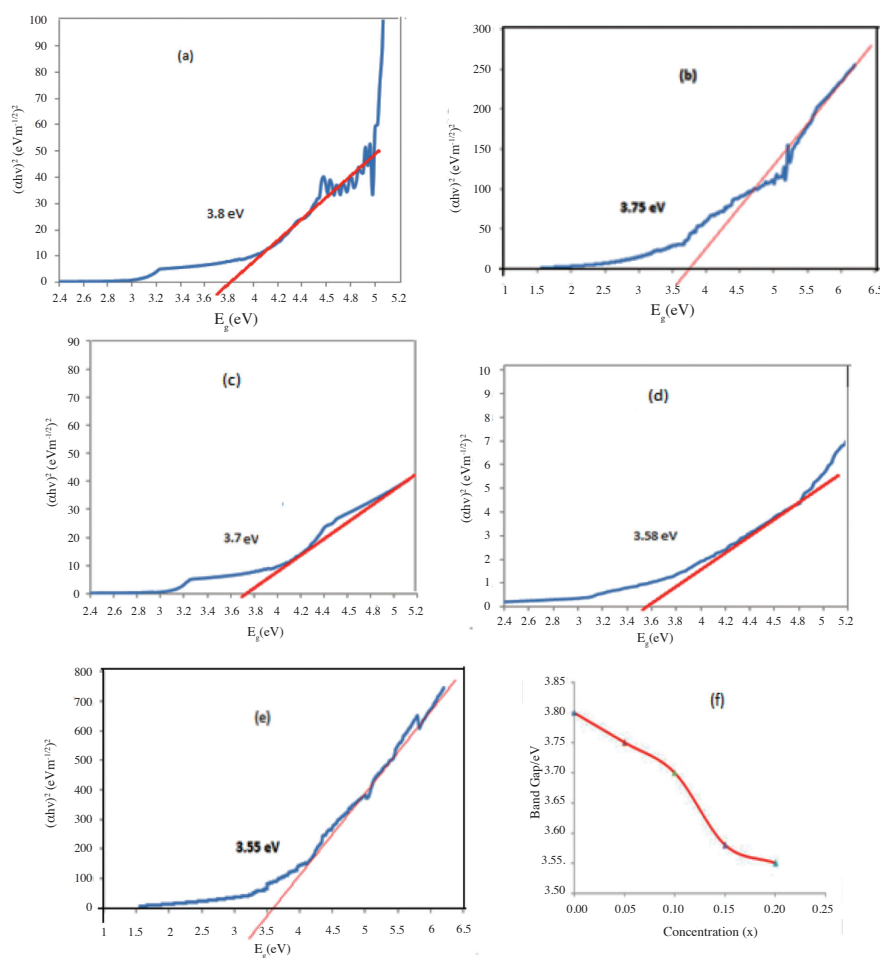 (a)
(αhv)² (eVm⁻¹/²)²
100
90
80
70
60
50
40
30
20
10
0
3.8 eV
2.4 2.6 2.8 3 3.2 3.4 3.6 3.8 4 4.2 4.4 4.6 4.8 5 5.2
E_g(eV)
(b)
(αhv)² (eVm⁻¹/²)²
300
250
200
150
100
50
0
3.75 eV
1 1.5 2 2.5 3 3.5 4 4.5 5 5.5 6 6.5
E_g(eV)
(c)
(αhv)² (eVm⁻¹/²)²
90
80
70
60
50
40
30
20
10
0
3.7 eV
2.4 2.6 2.8 3 3.2 3.4 3.6 3.8 4 4.2 4.4 4.6 4.8 5 5.2
E_g(eV)
(d)
(αhv)² (eVm⁻¹/²)²
10
9
8
7
6
5
4
3
2
1
0
3.58 eV
2.4 2.6 2.8 3 3.2 3.4 3.6 3.8 4 4.2 4.4 4.6 4.8 5 5.2
E_g(eV)
(e)
(αhv)² (eVm⁻¹/²)²
800
700
600
500
400
300
200
100
0
3.55 eV
1 1.5 2 2.5 3 3.5 4 4.5 5 5.5 6 6.5
E_g(eV)
(f)
Band Gap/eV
3.85
3.80
3.75
3.70
3.65
3.60
3.55.
3.50
0.00 0.05 0.10 0.15 0.20 0.25
Concentration (x)